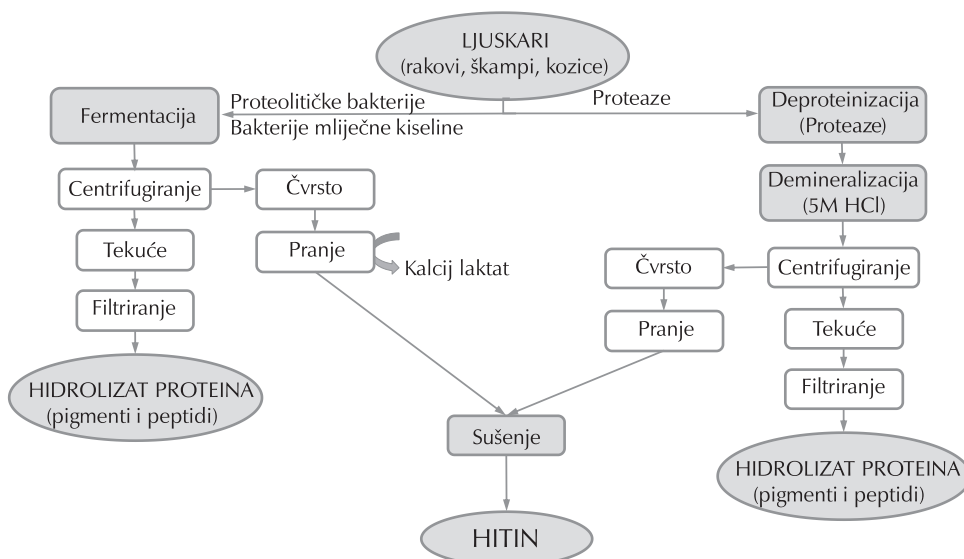 LJUSKARI
(rakovi, škampi, kozice)
Fermentacija
Proteolitičke bakterije
Bakterije mliječne kiseline
Proteaze
Deproteinizacija
(Proteaze)
Centrifugiranje
Čvrsto
Demineralizacija
(5M HCl)
Tekuće
Pranje
Kalcij laktat
Čvrsto
Centrifugiranje
Filtriranje
Pranje
Tekuće
HIDROLIZAT PROTEINA
(pigmenti i peptidi)
Filtriranje
Sušenje
HIDROLIZAT PROTEINA
(pigmenti i peptidi)
HITIN